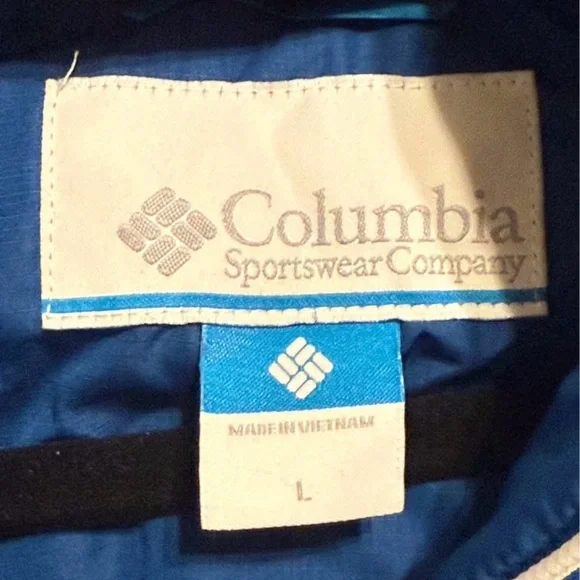 Columbia
Sportswear Company
MADE IN VIETNAM
L